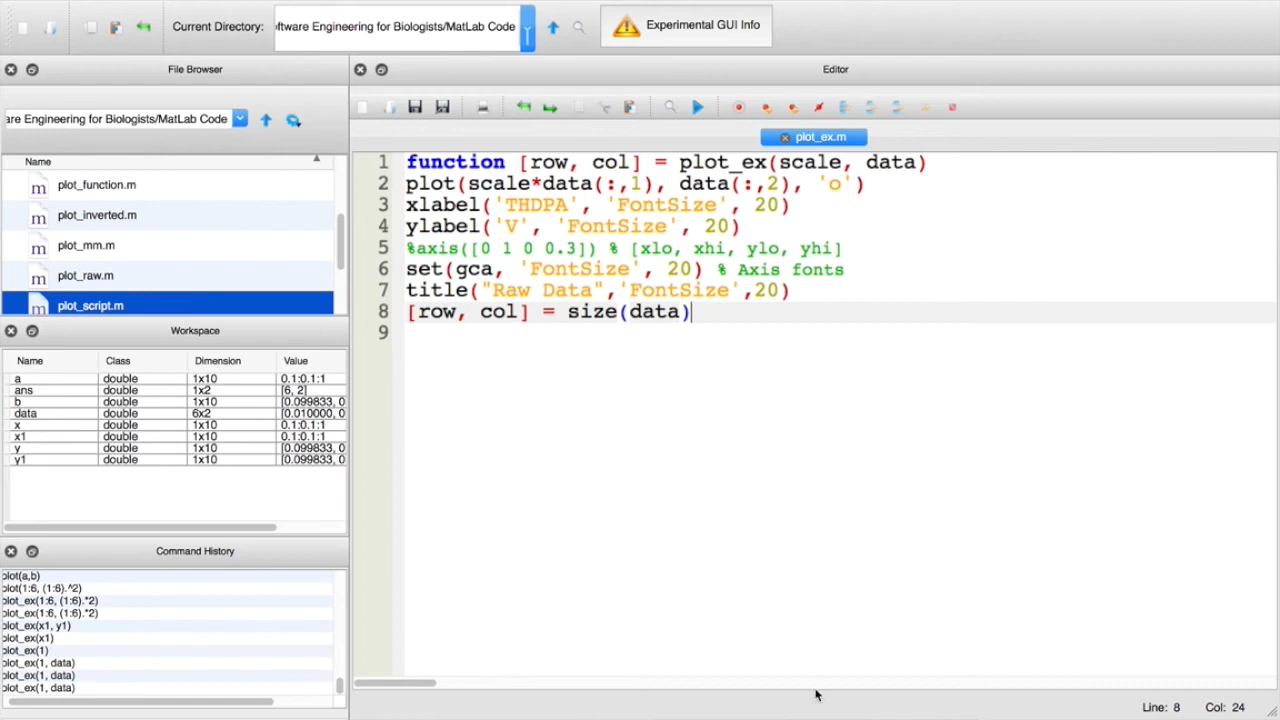 Current Directory: oftware Engineering for Biologists/MatLab Code
Experimental GUI Info
File Browser
are Engineering for Biologists/MatLab Code
Name
plot_function.m
plot_inverted.m
plot_mm.m
plot_raw.m
plot_script.m
Workspace
Name Class Dimension Value
a double 1x10 0.1:0.1:1
ans double 1x2 [6, 2]
b double 1x10 [0.099833, 0
data double 6x2 [0.010000, 0
x double 1x10 0.1:0.1:1
x1 double 1x10 0.1:0.1:1
y double 1x10 [0.099833, 0
y1 double 1x10 [0.099833, 0
Command History
plot(a,b)
plot(1:6, (1:6).^2)
plot_ex(1:6, (1:6).*2)
plot_ex(1:6, (1:6).*2)
plot_ex(x1, y1)
plot_ex(x1)
plot_ex(1)
plot_ex(1, data)
plot_ex(1, data)
plot_ex(1, data)
Editor
plot_ex.m
1 function [row, col] = plot_ex(scale, data)
2 plot(scale*data(:,1), data(:,2), 'o')
3 xlabel('THDPA', 'FontSize', 20)
4 ylabel('V', 'FontSize', 20)
5 %axis([0 1 0 0.3]) % [xlo, xhi, ylo, yhi]
6 set(gca, 'FontSize', 20) % Axis fonts
7 title("Raw Data",'FontSize',20)
8 [row, col] = size(data)
9
Line: 8 Col: 24